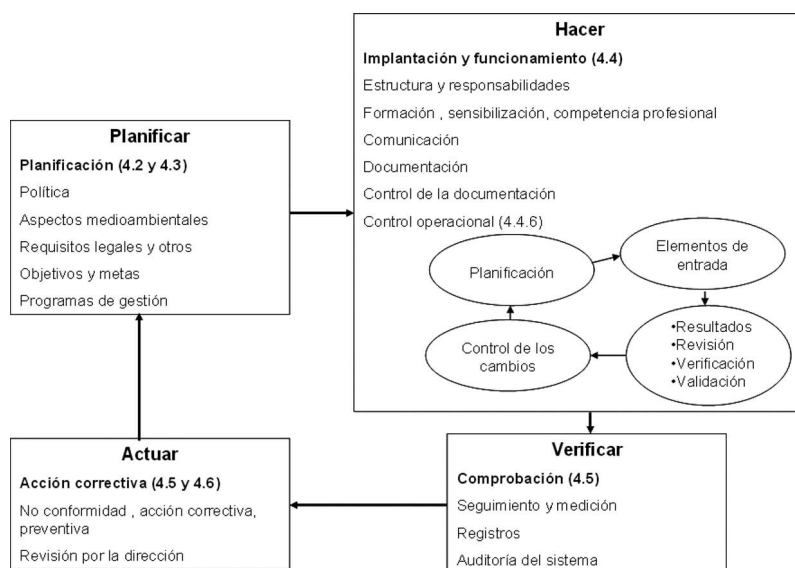 Hacer
Implantación y funcionamiento (4.4)
Estructura y responsabilidades
Formación , sensibilización, competencia profesional
Comunicación
Documentación
Control de la documentación
Control operacional (4.4.6)
Planificación
Elementos de
entrada
•Resultados
•Revisión
•Verificación
•Validación
Control de los
cambios
Planificar
Planificación (4.2 y 4.3)
Política
Aspectos medioambientales
Requisitos legales y otros
Objetivos y metas
Programas de gestión
Actuar
Acción correctiva (4.5 y 4.6)
No conformidad , acción correctiva,
preventiva
Revisión por la dirección
Verificar
Comprobación (4.5)
Seguimiento y medición
Registros
Auditoría del sistema